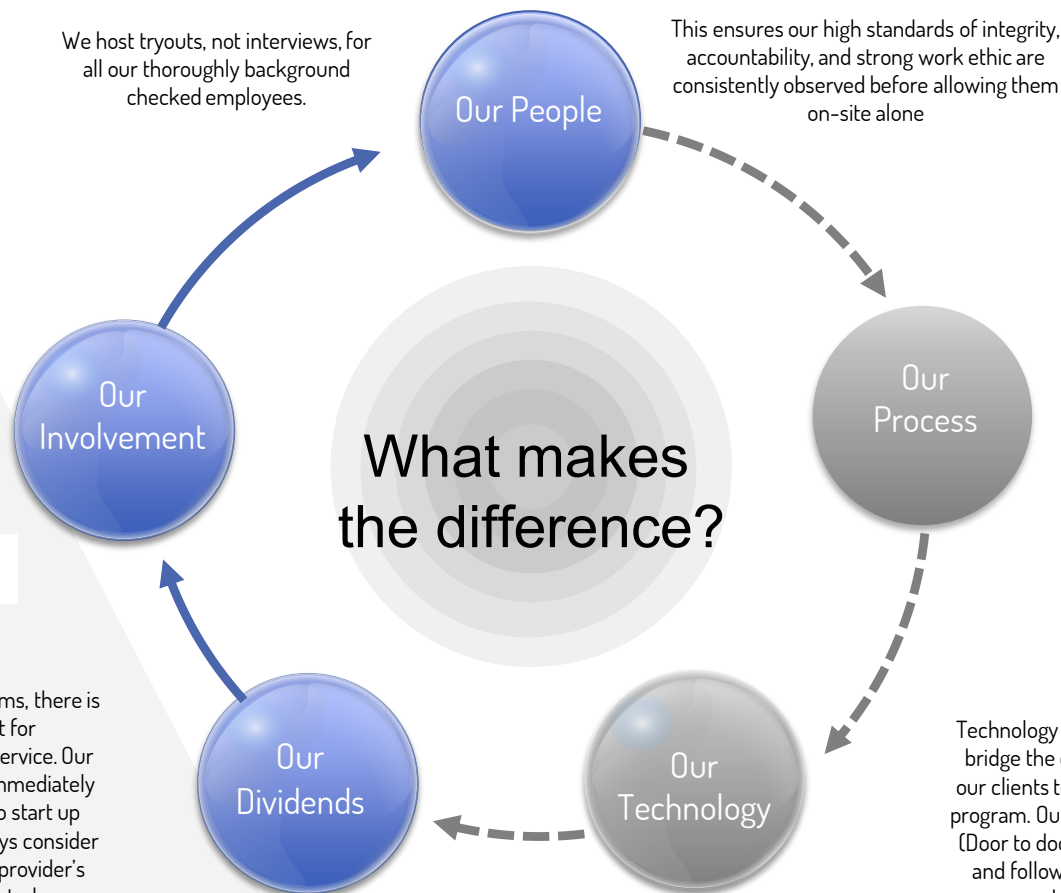 We host tryouts, not interviews, for
all our thoroughly background
checked employees.
This ensures our high standards of integrity,
accountability, and strong work ethic are
consistently observed before allowing them
on-site alone
Our People
Our
Process
Our
Involvement
What makes
the difference?
Our
Dividends
Our
Technology
ms, there is
t for
ervice. Our
mmediately
o start up
ys consider
provider's
Technology
bridge the
our clients t
program. Ou
(Door to doo
and follow